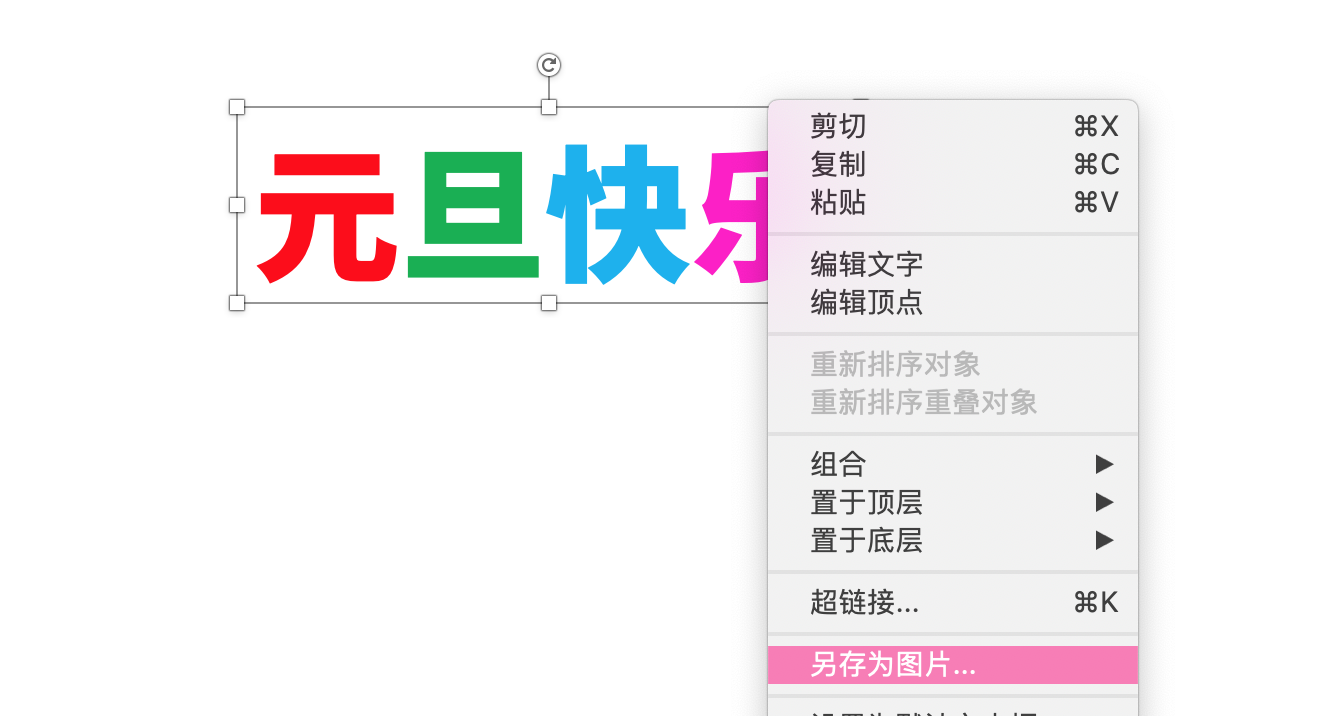 元旦快乐
剪切 ⌘X
复制 ⌘C
粘贴 ⌘V
编辑文字
编辑顶点
重新排序对象
重新排序重叠对象
组合 ▶
置于顶层 ▶
置于底层 ▶
超链接... ⌘K
另存为图片...